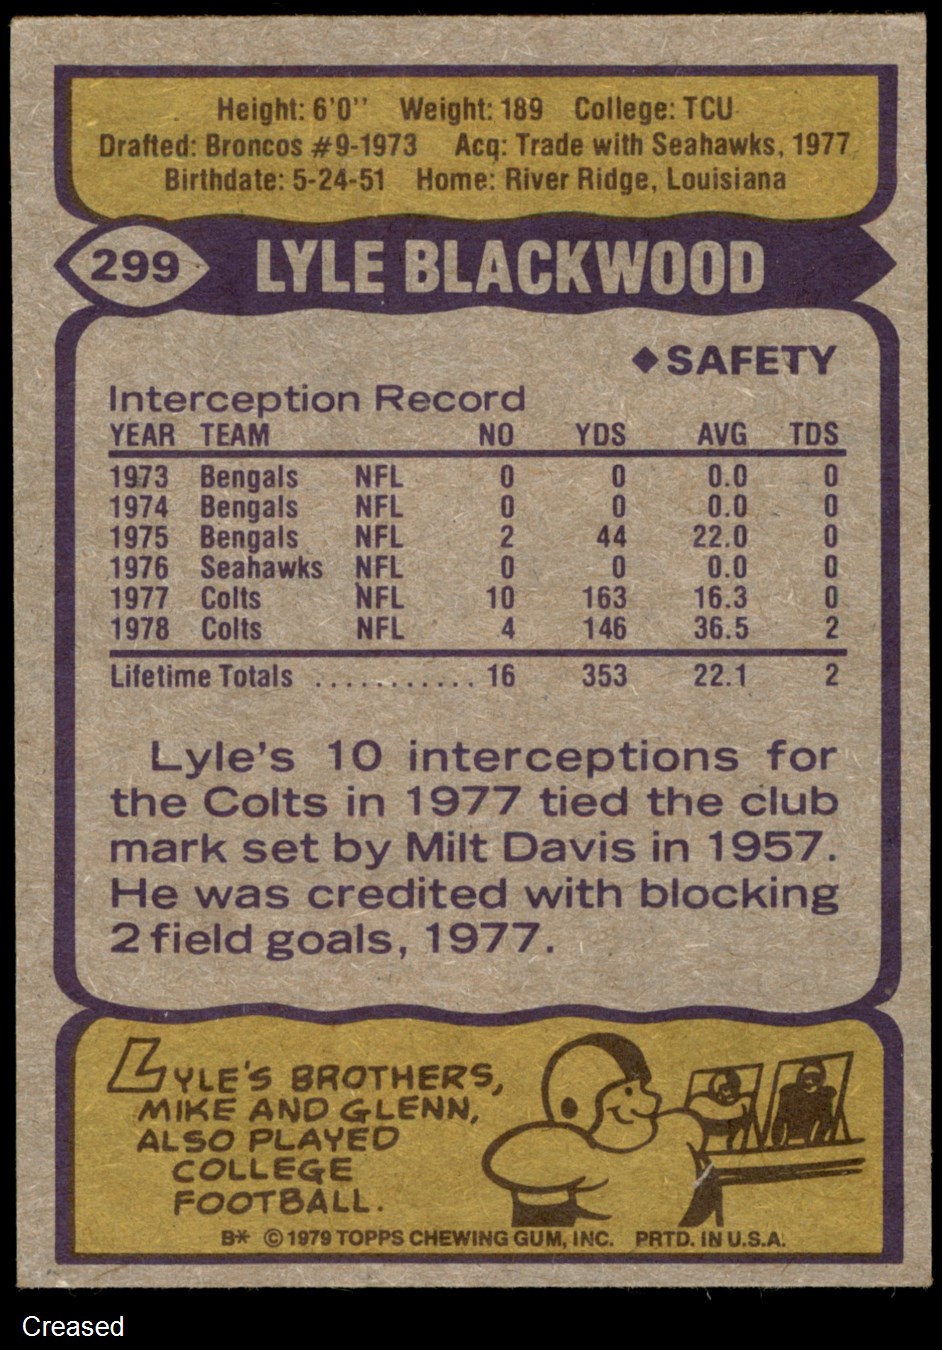 Height: 6'0'' Weight: 189 College: TCU
Drafted: Broncos #9-1973 Acq: Trade with Seahawks, 1977
Birthdate: 5-24-51 Home: River Ridge, Louisiana
299 LYLE BLACKWOOD
◆SAFETY
Interception Record
YEAR TEAM NO YDS AVG TDS
1973 Bengals NFL 0 0 0.0 0
1974 Bengals NFL 0 0 0.0 0
1975 Bengals NFL 2 44 22.0 0
1976 Seahawks NFL 0 0 0.0 0
1977 Colts NFL 10 163 16.3 0
1978 Colts NFL 4 146 36.5 2
Lifetime Totals ........... 16 353 22.1 2
Lyle's 10 interceptions for
the Colts in 1977 tied the club
mark set by Milt Davis in 1957.
He was credited with blocking
2 field goals, 1977.
LYLE'S BROTHERS,
MIKE AND GLENN,
ALSO PLAYED
COLLEGE
FOOTBALL.
B* © 1979 TOPPS CHEWING GUM, INC. PRTD. IN U.S.A.
Creased